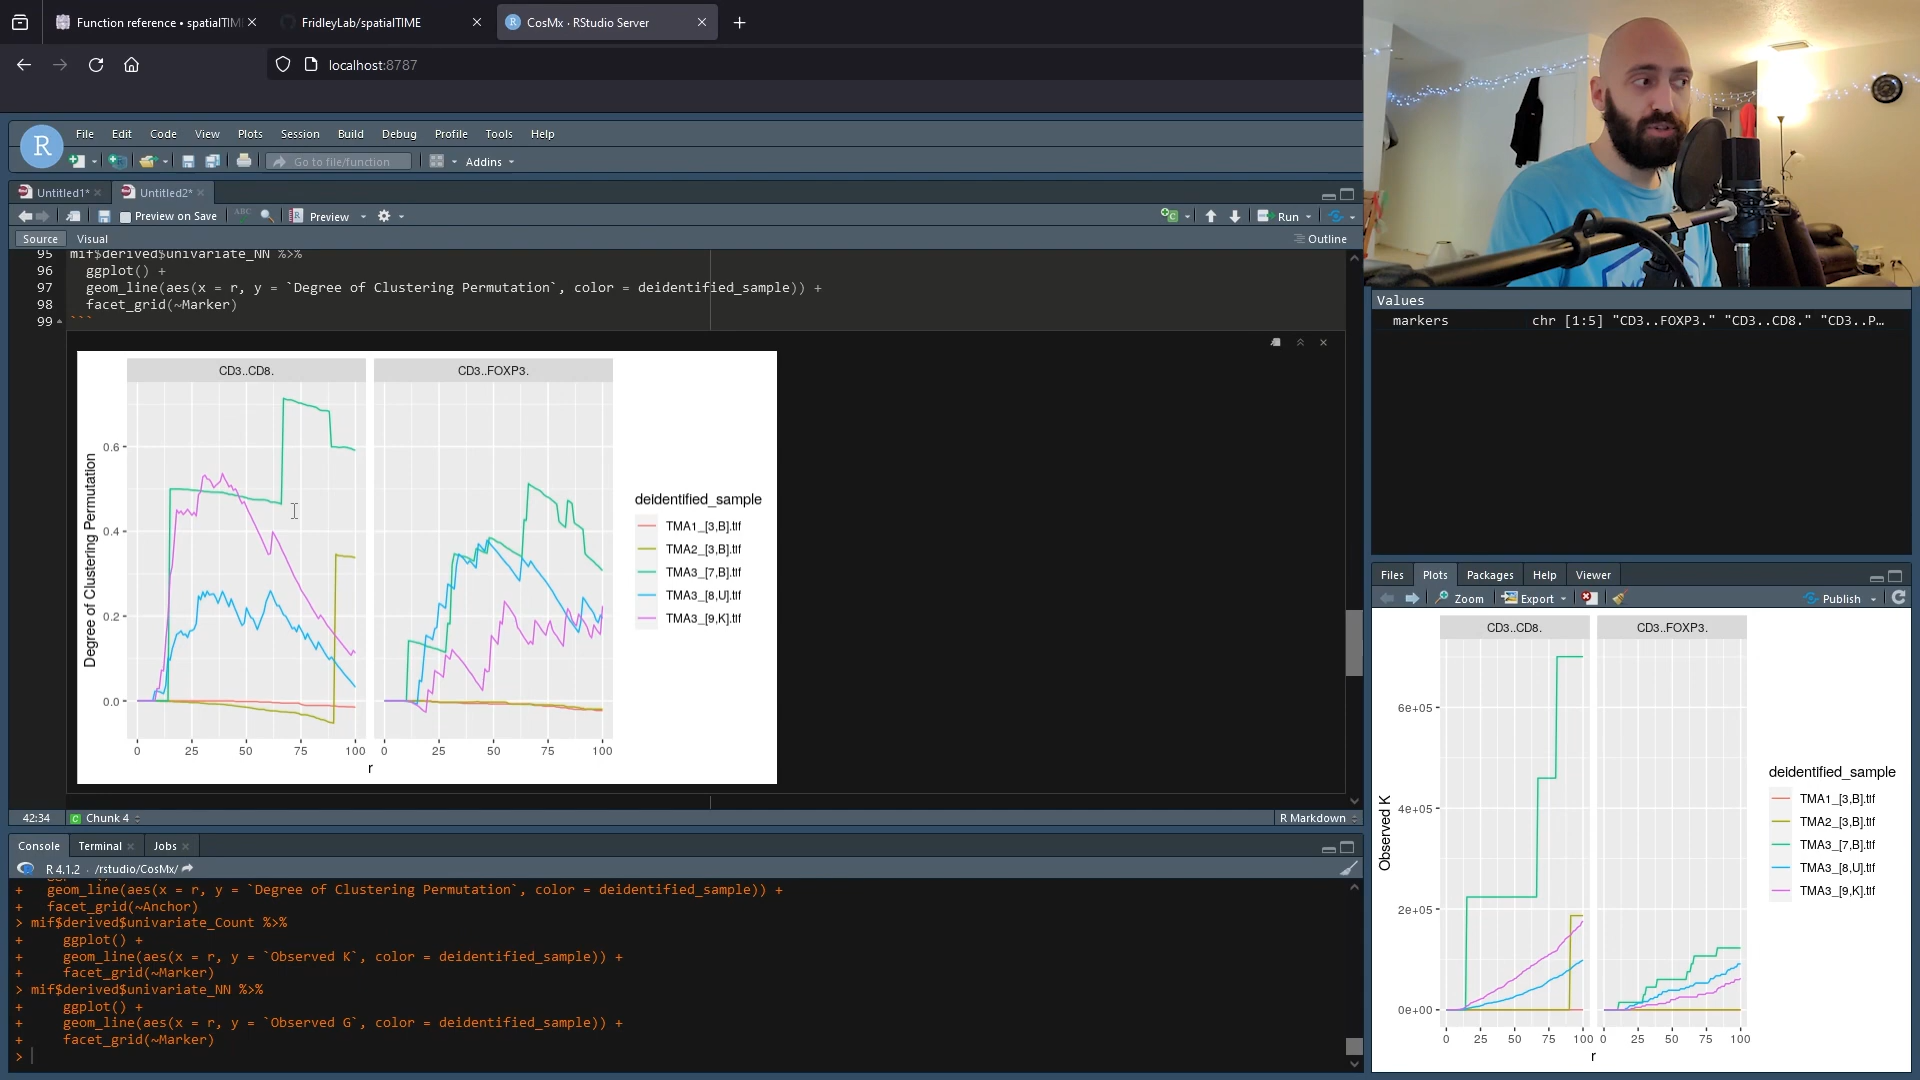 Function reference • spatialTIM
FridleyLab/spatialTIME
CosMx · RStudio Server
localhost:8787
File Edit Code View Plots Session Build Debug Profile Tools Help
Go to file/function
Addins
Untitled1*
Untitled2*
Preview on Save
Preview
Run
Source Visual
Outline
95 mif$derived$univariate_NN %>%
96 ggplot() +
97 geom_line(aes(x = r, y = `Degree of Clustering Permutation`, color = deidentified_sample)) +
98 facet_grid(~Marker)
99 ```
CD3..CD8.
CD3..FOXP3.
Degree of Clustering Permutation
0.6
0.4
0.2
0.0
0 25 50 75 100
0 25 50 75 100
r
deidentified_sample
TMA1_[3,B].tif
TMA2_[3,B].tif
TMA3_[7,B].tif
TMA3_[8,U].tif
TMA3_[9,K].tif
42:34
Chunk 4
R Markdown
Console Terminal Jobs
R 4.1.2 · /rstudio/CosMx/
+ geom_line(aes(x = r, y = `Degree of Clustering Permutation`, color = deidentified_sample)) +
+ facet_grid(~Anchor)
> mif$derived$univariate_Count %>%
+ ggplot() +
+ geom_line(aes(x = r, y = `Observed K`, color = deidentified_sample)) +
+ facet_grid(~Marker)
> mif$derived$univariate_NN %>%
+ ggplot() +
+ geom_line(aes(x = r, y = `Observed G`, color = deidentified_sample)) +
+ facet_grid(~Marker)
>
Values
markers chr [1:5] "CD3..FOXP3." "CD3..CD8." "CD3..P…
Files Plots Packages Help Viewer
Zoom
Export
Publish
CD3..CD8.
CD3..FOXP3.
Observed K
6e+05
4e+05
2e+05
0e+00
0 25 50 75 100
0 25 50 75 100
r
deidentified_sample
TMA1_[3,B].tif
TMA2_[3,B].tif
TMA3_[7,B].tif
TMA3_[8,U].tif
TMA3_[9,K].tif